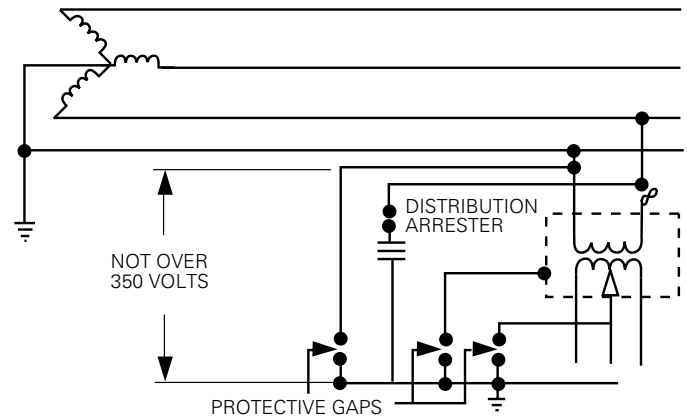 DISTRIBUTION
ARRESTER
NOT OVER
350 VOLTS
PROTECTIVE GAPS